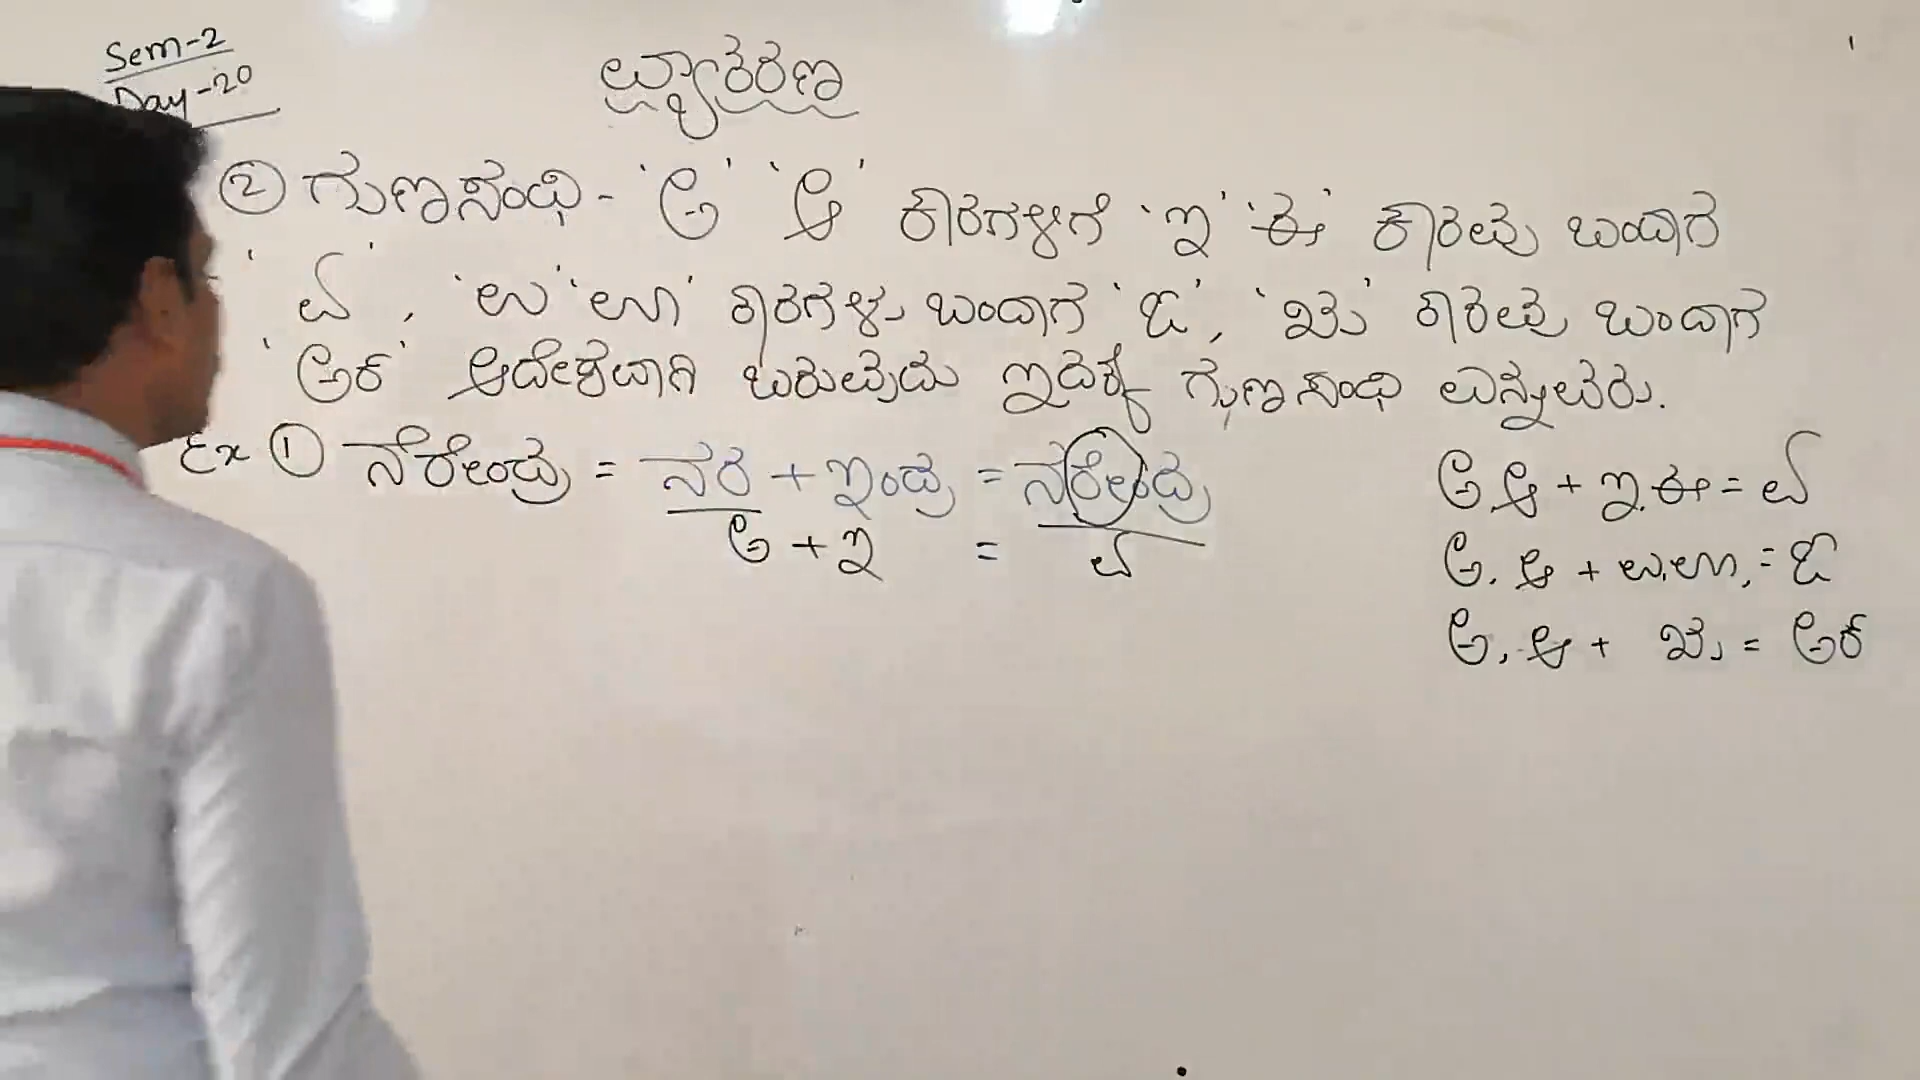 Sem-2
Day-20
ವ್ಯಾಕರಣ
② ಗುಣಸಂಧಿ - 'ಅ' 'ಆ' ಕಾರಗಳಿಗೆ 'ಇ' 'ಈ' ಕಾರವು ಬಂದಾಗ
'ಏ', 'ಉ' 'ಊ' ಕಾರಗಳು ಬಂದಾಗ 'ಓ', 'ಋ' ಕಾರವು ಬಂದಾಗ
'ಅರ' ಆದೇಶವಾಗಿ ಬರುವುದು ಇದಕ್ಕೆ ಗುಣಸಂಧಿ ಎನ್ನುವರು.
Ex ① ನರೇಂದ್ರ = ನರ + ಇಂದ್ರ = ನರೇಂದ್ರ
ಅ + ಇ = ಏ
ಅ, ಆ + ಇ, ಈ = ಏ
ಅ, ಆ + ಉ, ಊ, = ಓ
ಅ, ಆ + ಋ = ಅರ